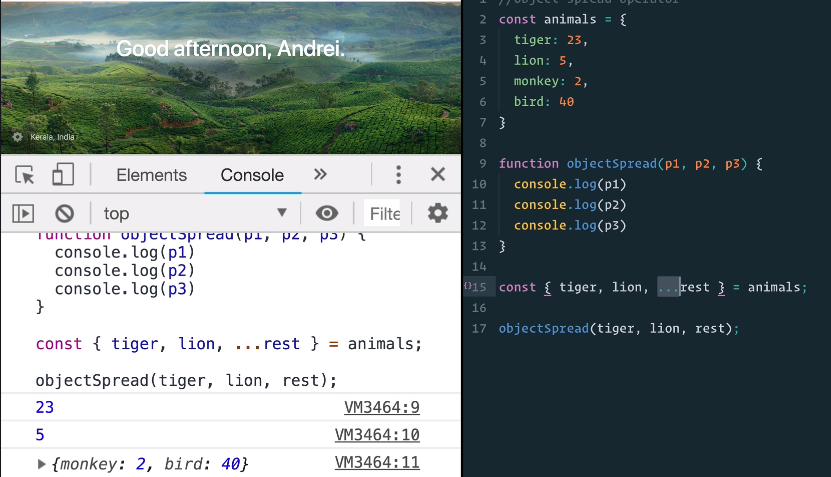 Good afternoon, Andrei.
Kerala, India
Elements
Console
»
top
Filte
function objectSpread(p1, p2, p3) {
console.log(p1)
console.log(p2)
console.log(p3)
}
const { tiger, lion, ...rest } = animals;
objectSpread(tiger, lion, rest);
23 VM3464:9
5 VM3464:10
▶ {monkey: 2, bird: 40} VM3464:11
1 //object spread operator
2 const animals = {
3 tiger: 23,
4 lion: 5,
5 monkey: 2,
6 bird: 40
7 }
8
9 function objectSpread(p1, p2, p3) {
10 console.log(p1)
11 console.log(p2)
12 console.log(p3)
13 }
14
{}15 const { tiger, lion, ...rest } = animals;
16
17 objectSpread(tiger, lion, rest);